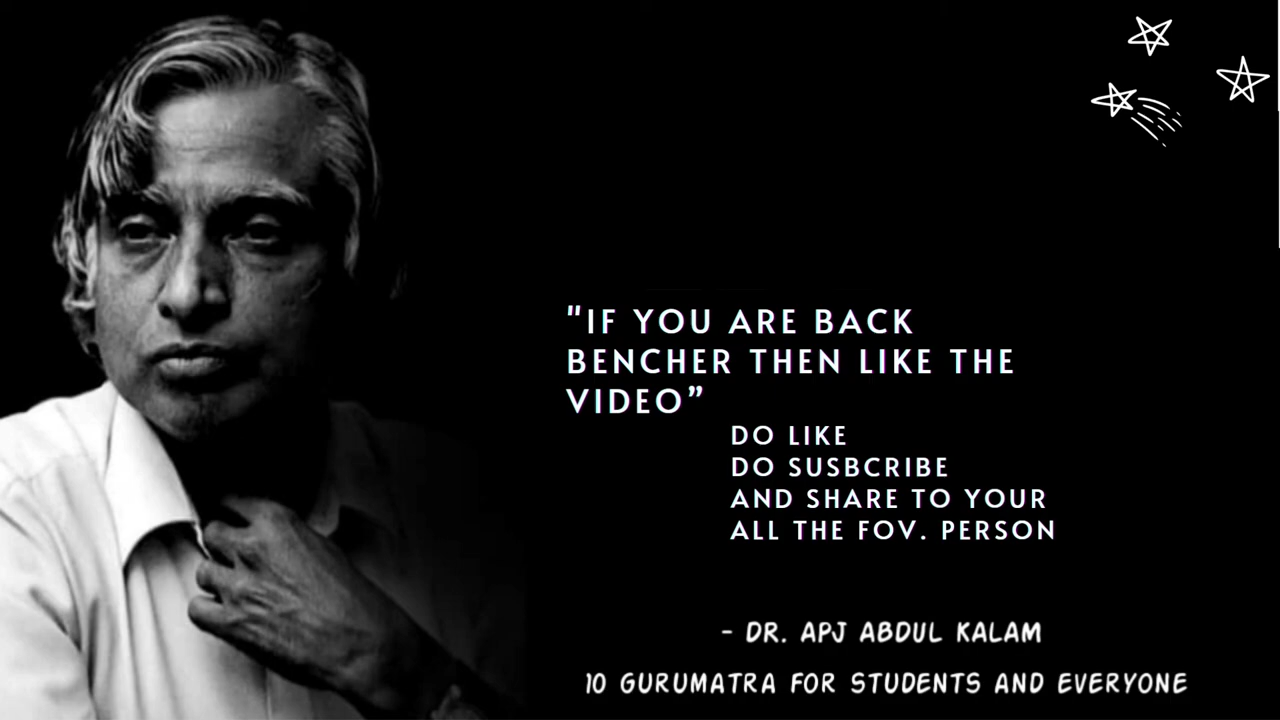 "IF YOU ARE BACK
BENCHER THEN LIKE THE
VIDEO”
DO LIKE
DO SUSBCRIBE
AND SHARE TO YOUR
ALL THE FOV. PERSON
- DR. APJ ABDUL KALAM
10 GURUMATRA FOR STUDENTS AND EVERYONE